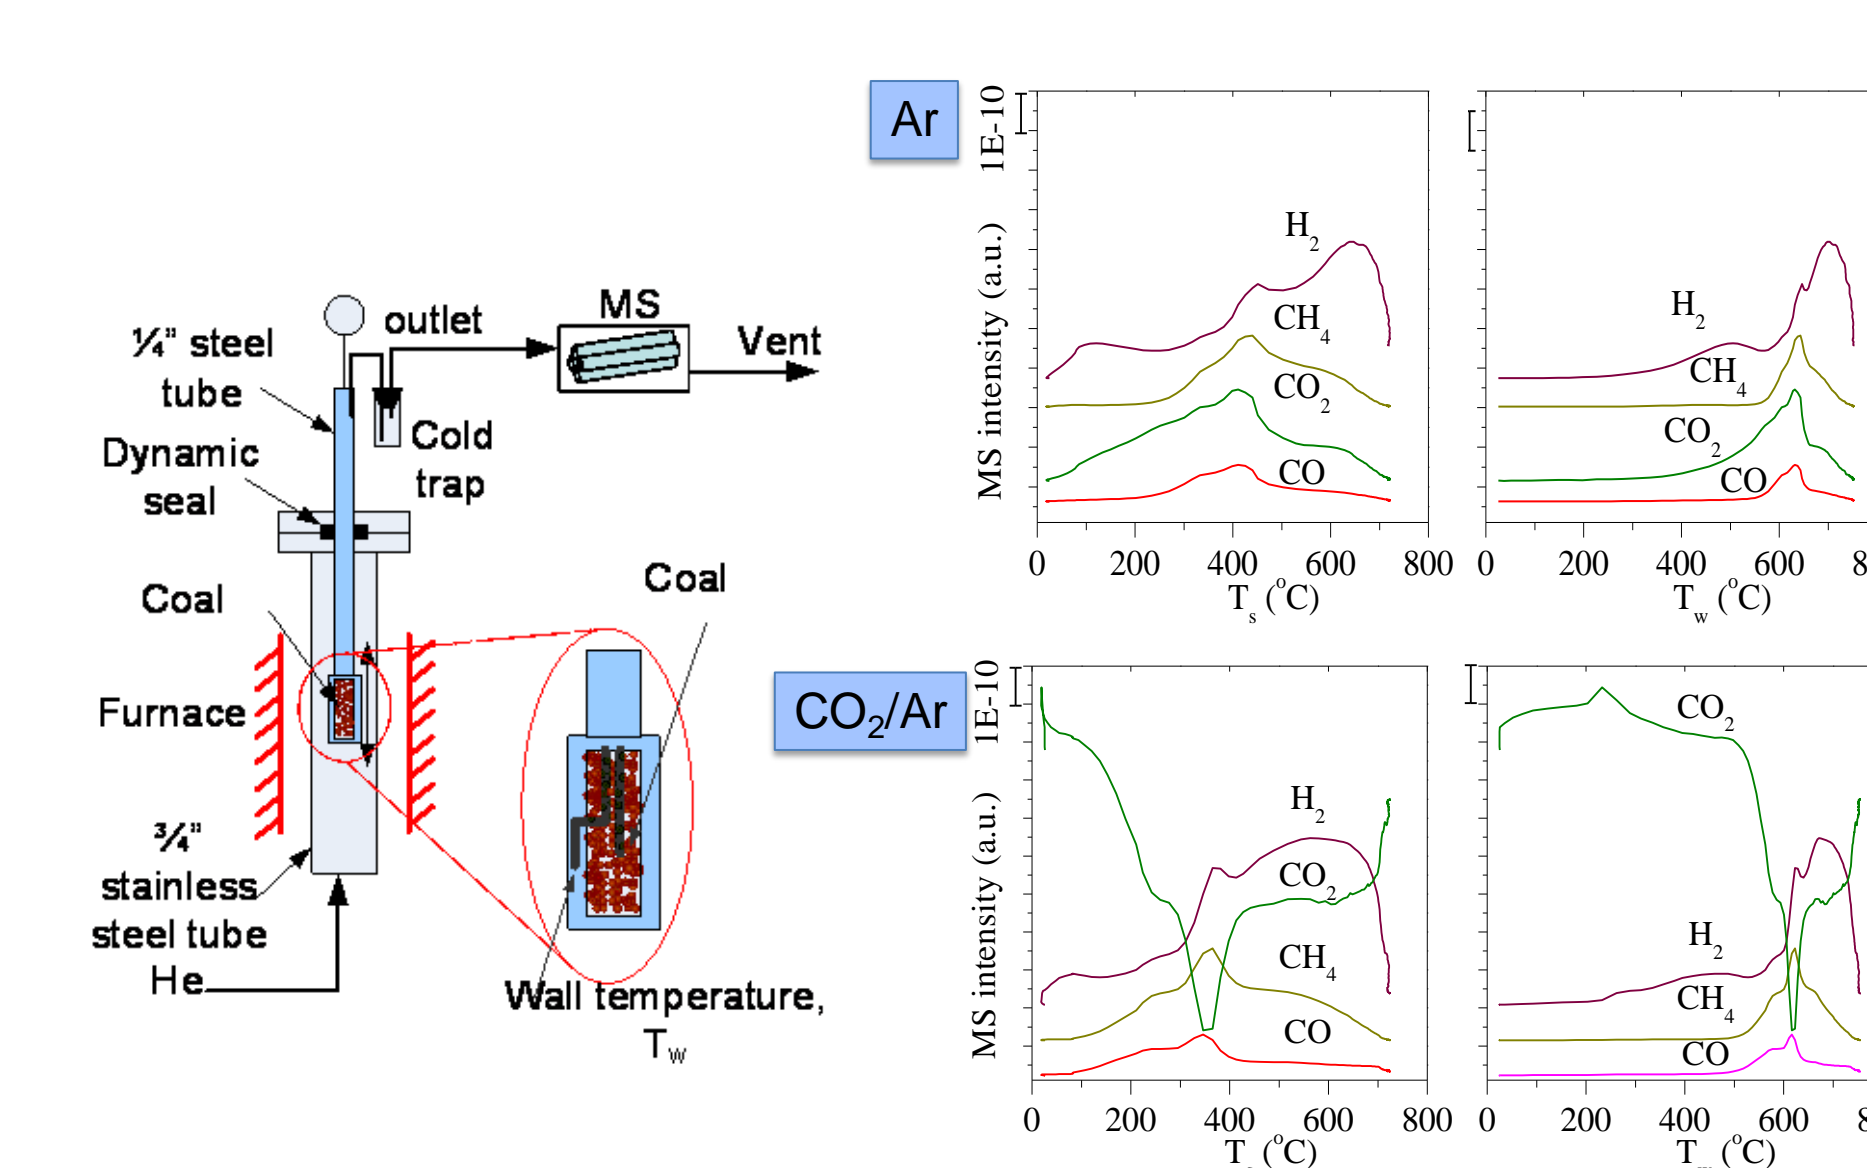 ¼" steel
tube
outlet
MS
Vent
Cold
trap
Dynamic
seal
Coal
Coal
Furnace
¾"
stainless
steel tube
He
Wall temperature,
Tw
Ar
1E-10
MS intensity (a.u.)
H2
CH4
CO2
CO
0 200 400 600 800
Ts (°C)
H2
CH4
CO2
CO
0 200 400 600 8
Tw (°C)
CO2/Ar
1E-10
MS intensity (a.u.)
H2
CO2
CH4
CO
0 200 400 600 800
T (°C)
CO2
H2
CH4
CO
0 200 400 600 8
T (°C)